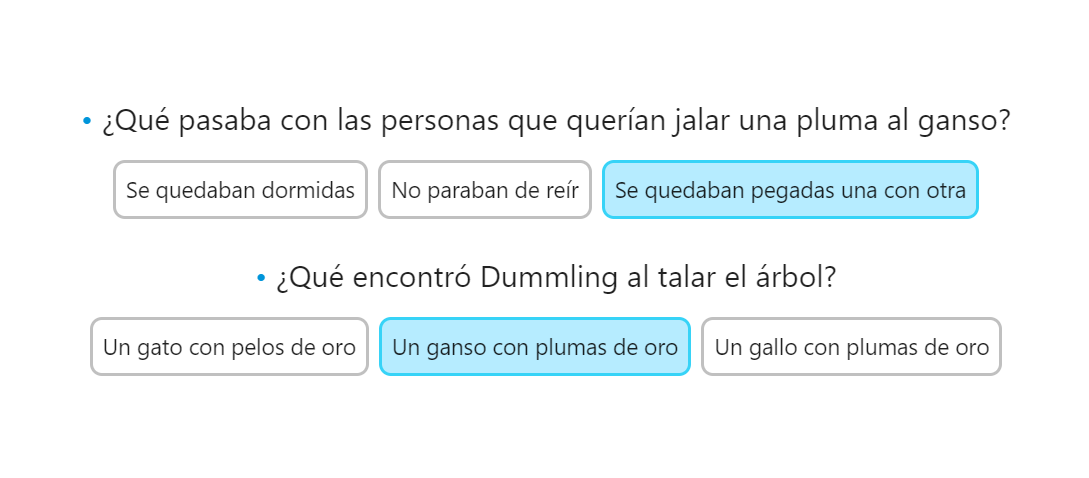 • ¿Qué pasaba con las personas que querían jalar una pluma al ganso?
Se quedaban dormidas No paraban de reír Se quedaban pegadas una con otra
• ¿Qué encontró Dummling al talar el árbol?
Un gato con pelos de oro Un ganso con plumas de oro Un gallo con plumas de oro